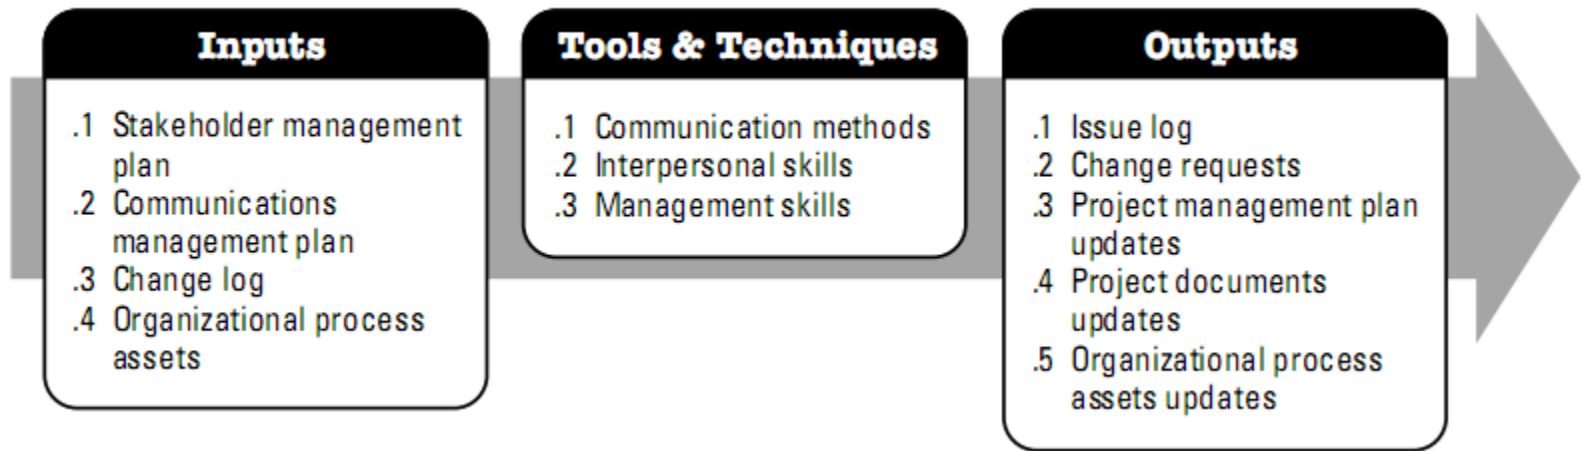 Inputs
.1 Stakeholder management
plan
.2 Communications
management plan
.3 Change log
.4 Organizational process
assets
Tools & Techniques
.1 Communication methods
.2 Interpersonal skills
.3 Management skills
Outputs
.1 Issue log
.2 Change requests
.3 Project management plan
updates
.4 Project documents
updates
.5 Organizational process
assets updates